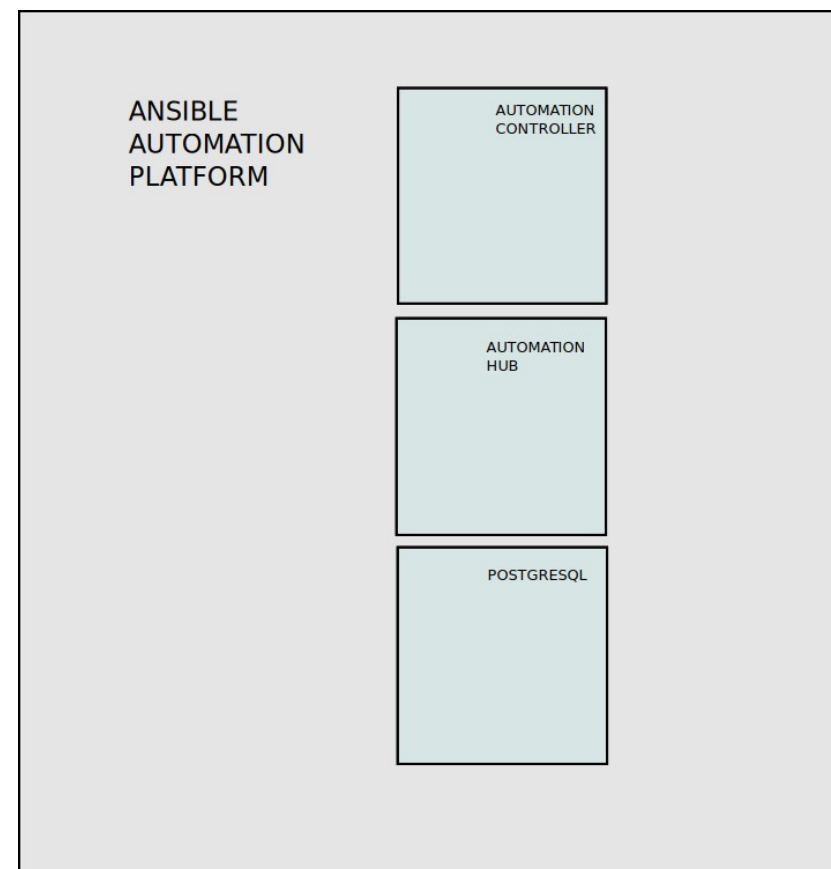 ANSIBLE
AUTOMATION
PLATFORM
AUTOMATION
CONTROLLER
AUTOMATION
HUB
POSTGRESQL